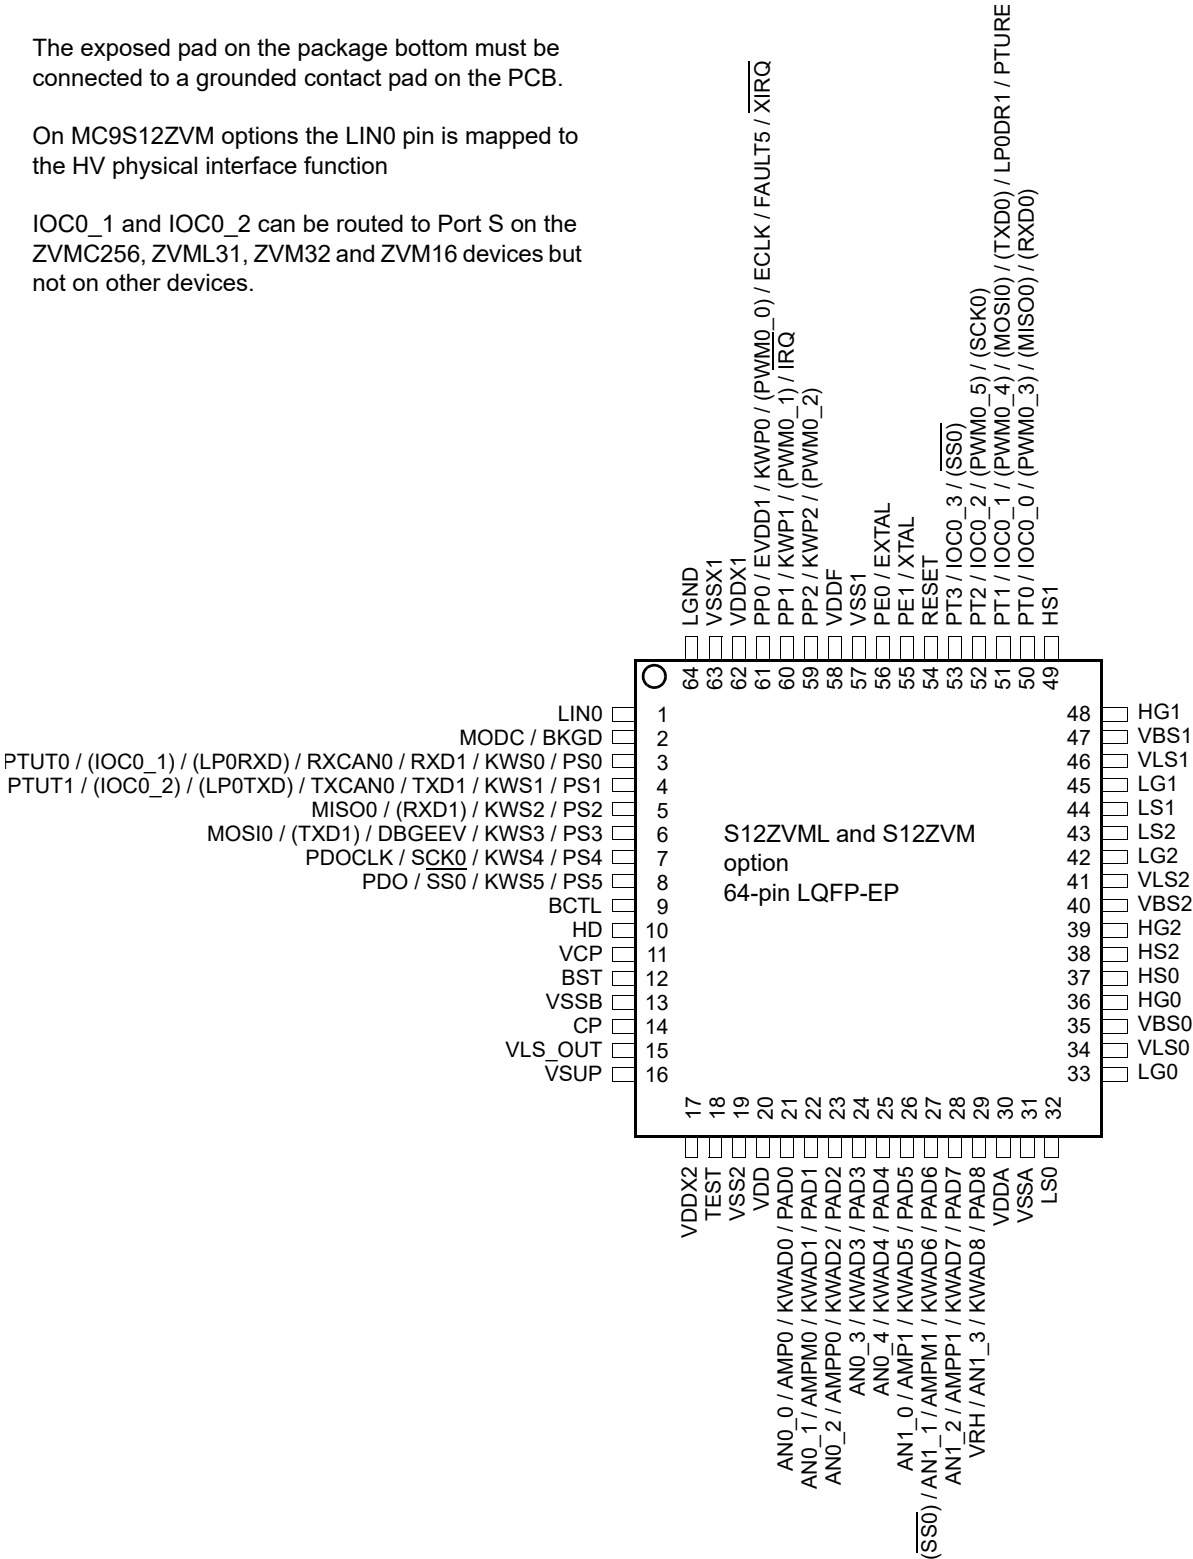 The exposed pad on the package bottom must be
connected to a grounded contact pad on the PCB.
On MC9S12ZVM options the LIN0 pin is mapped to
the HV physical interface function
IOC0_1 and IOC0_2 can be routed to Port S on the
ZVMC256, ZVML31, ZVM32 and ZVM16 devices but
not on other devices.
LGND
VSSX1
VDDX1
PP0 / EVDD1 / KWP0 / (PWM0_0) / ECLK / FAULT5 / XIRQ
PP1 / KWP1 / (PWM0_1) / IRQ
PP2 / KWP2 / (PWM0_2)
VDDF
VSS1
PE0 / EXTAL
PE1 / XTAL
RESET
PT3 / IOC0_3 / (SS0)
PT2 / IOC0_2 / (PWM0_5) / (SCK0)
PT1 / IOC0_1 / (PWM0_4) / (MOSI0) / (TXD0) / LP0DR1 / PTURE
PT0 / IOC0_0 / (PWM0_3) / (MISO0) / (RXD0)
HS1
64
63
62
61
60
59
58
57
56
55
54
53
52
51
50
49
LIN0 1
MODC / BKGD 2
PTUT0 / (IOC0_1) / (LP0RXD) / RXCAN0 / RXD1 / KWS0 / PS0 3
PTUT1 / (IOC0_2) / (LP0TXD) / TXCAN0 / TXD1 / KWS1 / PS1 4
MISO0 / (RXD1) / KWS2 / PS2 5
MOSI0 / (TXD1) / DBGEEV / KWS3 / PS3 6
PDOCLK / SCK0 / KWS4 / PS4 7
PDO / SS0 / KWS5 / PS5 8
BCTL 9
HD 10
VCP 11
BST 12
VSSB 13
CP 14
VLS_OUT 15
VSUP 16
S12ZVML and S12ZVM
option
64-pin LQFP-EP
48 HG1
47 VBS1
46 VLS1
45 LG1
44 LS1
43 LS2
42 LG2
41 VLS2
40 VBS2
39 HG2
38 HS2
37 HS0
36 HG0
35 VBS0
34 VLS0
33 LG0
17
18
19
20
21
22
23
24
25
26
27
28
29
30
31
32
VDDX2
TEST
VSS2
VDD
AN0_0 / AMP0 / KWAD0 / PAD0
AN0_1 / AMPM0 / KWAD1 / PAD1
AN0_2 / AMPP0 / KWAD2 / PAD2
AN0_3 / KWAD3 / PAD3
AN0_4 / KWAD4 / PAD4
AN1_0 / AMP1 / KWAD5 / PAD5
(SS0) / AN1_1 / AMPM1 / KWAD6 / PAD6
AN1_2 / AMPP1 / KWAD7 / PAD7
VRH / AN1_3 / KWAD8 / PAD8
VDDA
VSSA
LS0